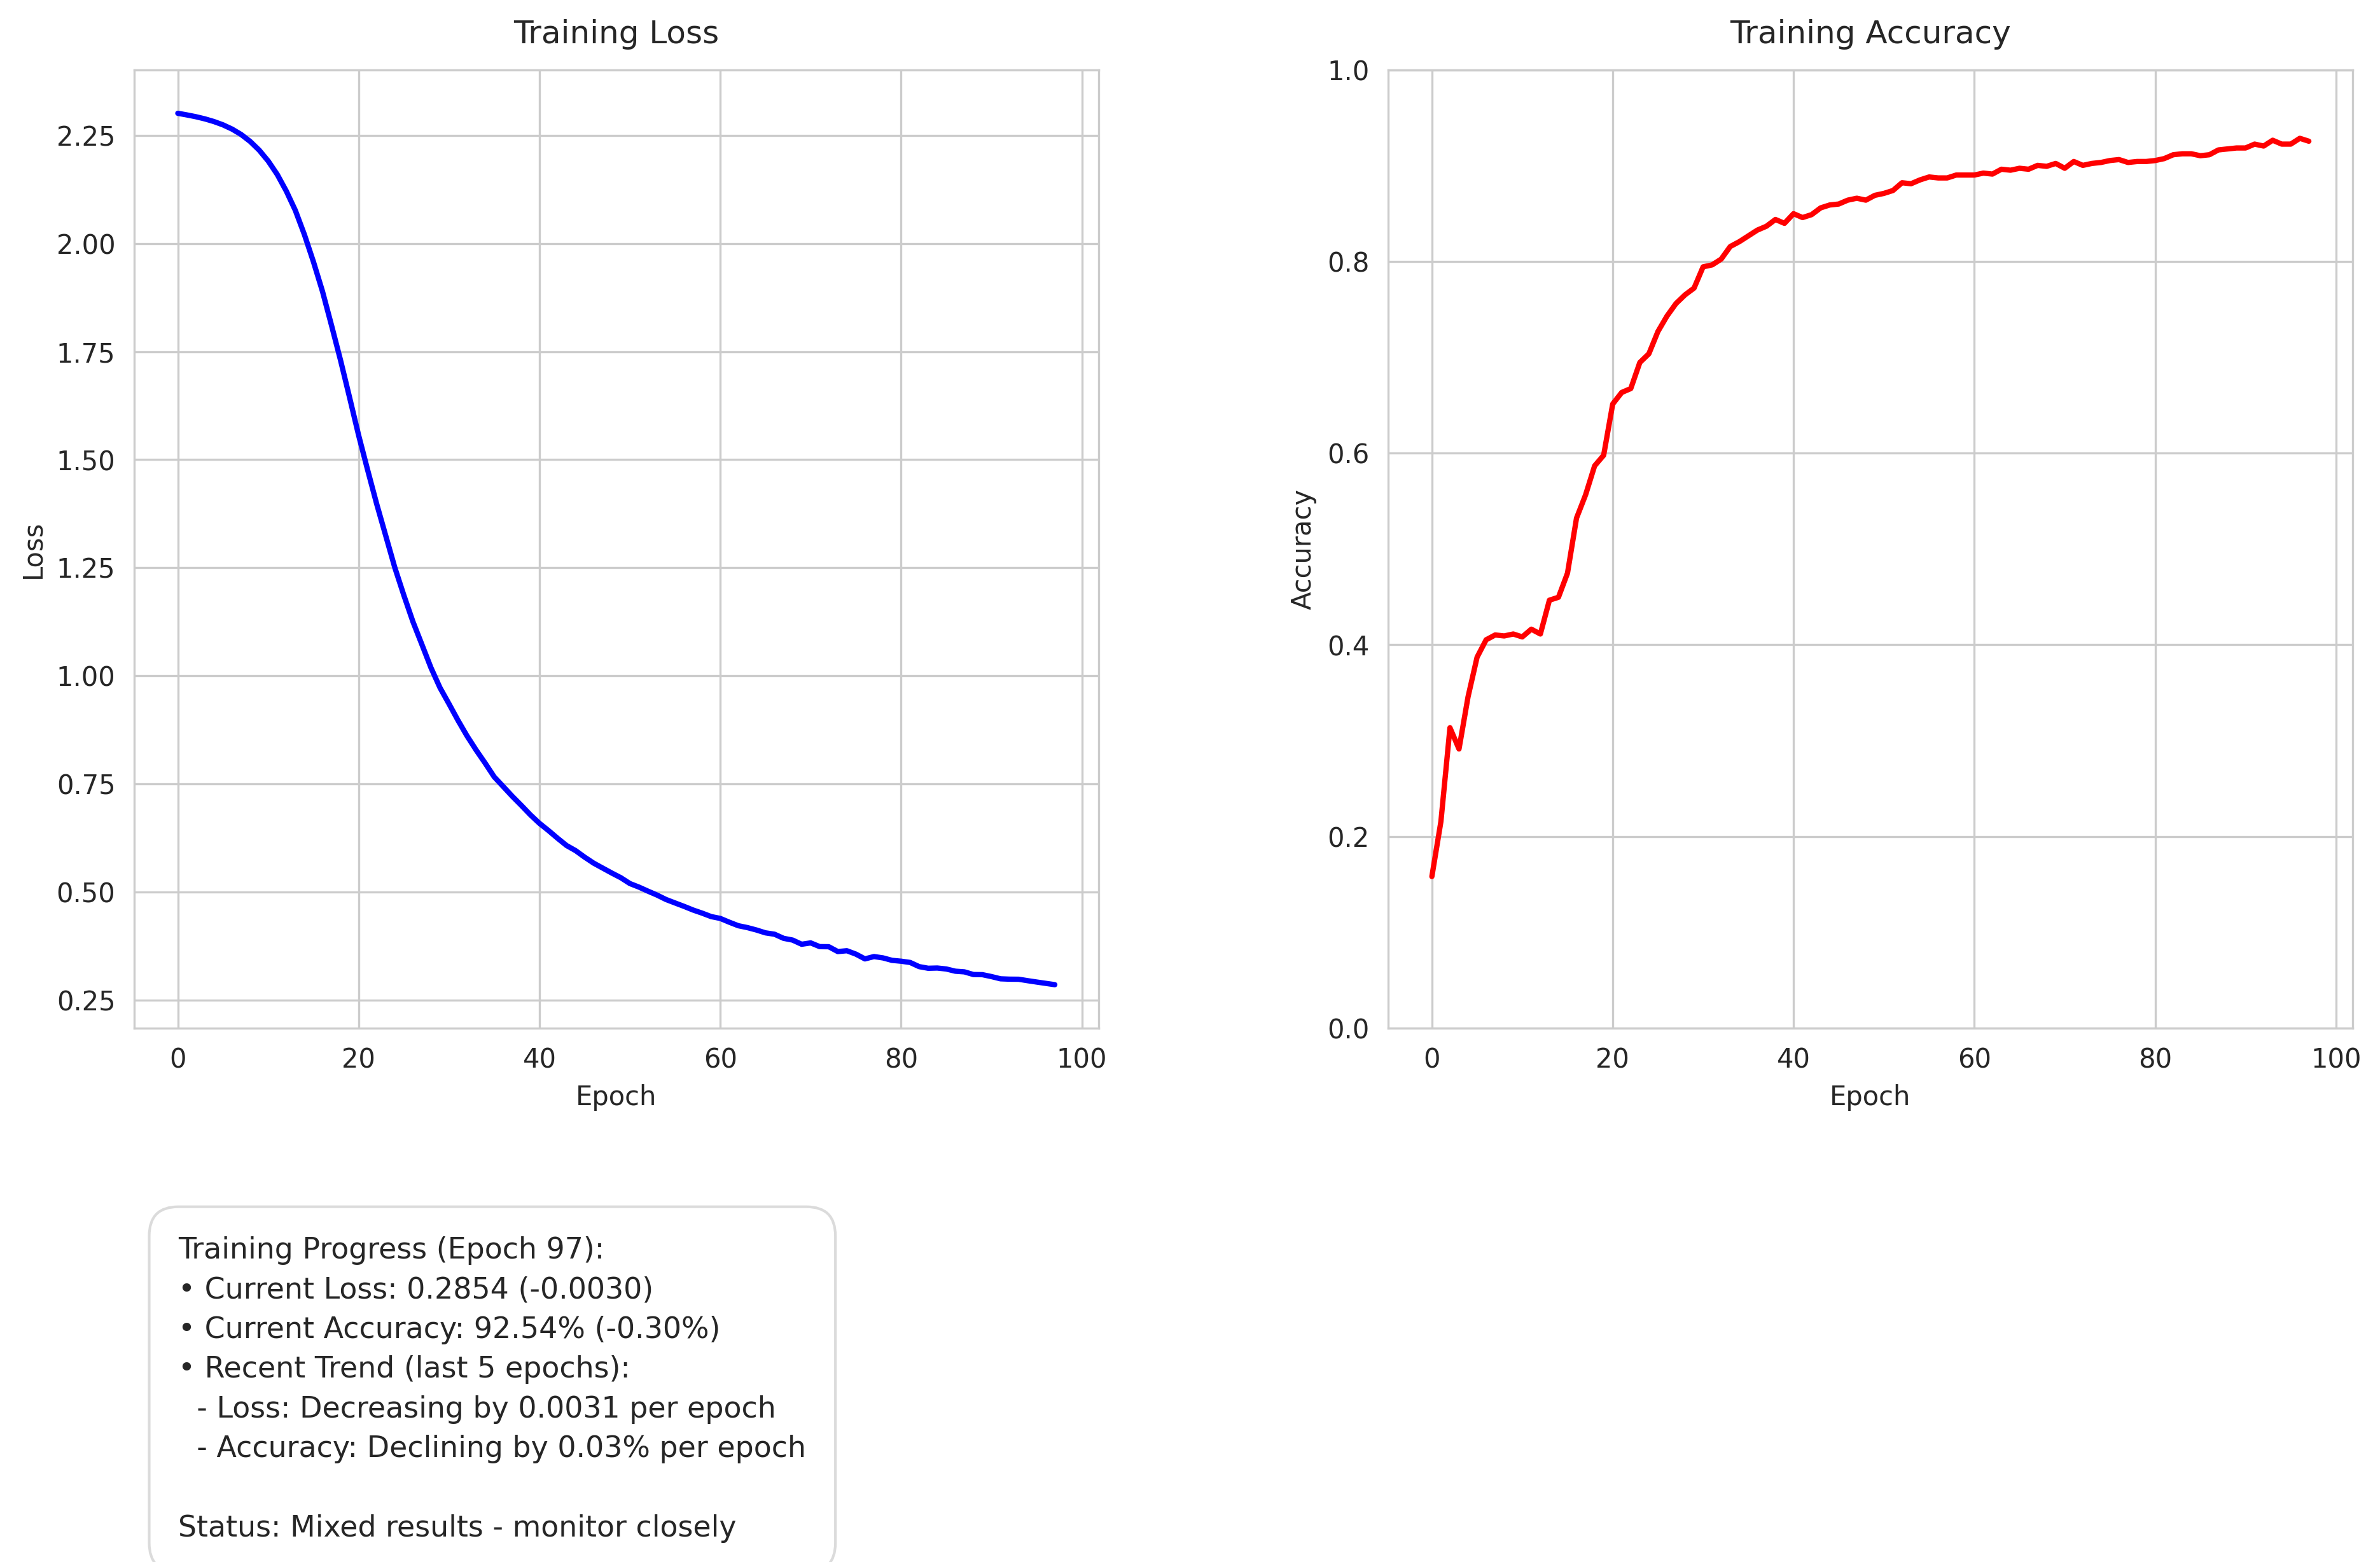 Training Loss
2.25
2.00
1.75
1.50
1.25
1.00
0.75
0.50
0.25
Loss
0 20 40 60 80 100
Epoch
Training Accuracy
1.0
0.8
0.6
0.4
0.2
0.0
Accuracy
0 20 40 60 80 100
Epoch
Training Progress (Epoch 97):
• Current Loss: 0.2854 (-0.0030)
• Current Accuracy: 92.54% (-0.30%)
• Recent Trend (last 5 epochs):
- Loss: Decreasing by 0.0031 per epoch
- Accuracy: Declining by 0.03% per epoch
Status: Mixed results - monitor closely